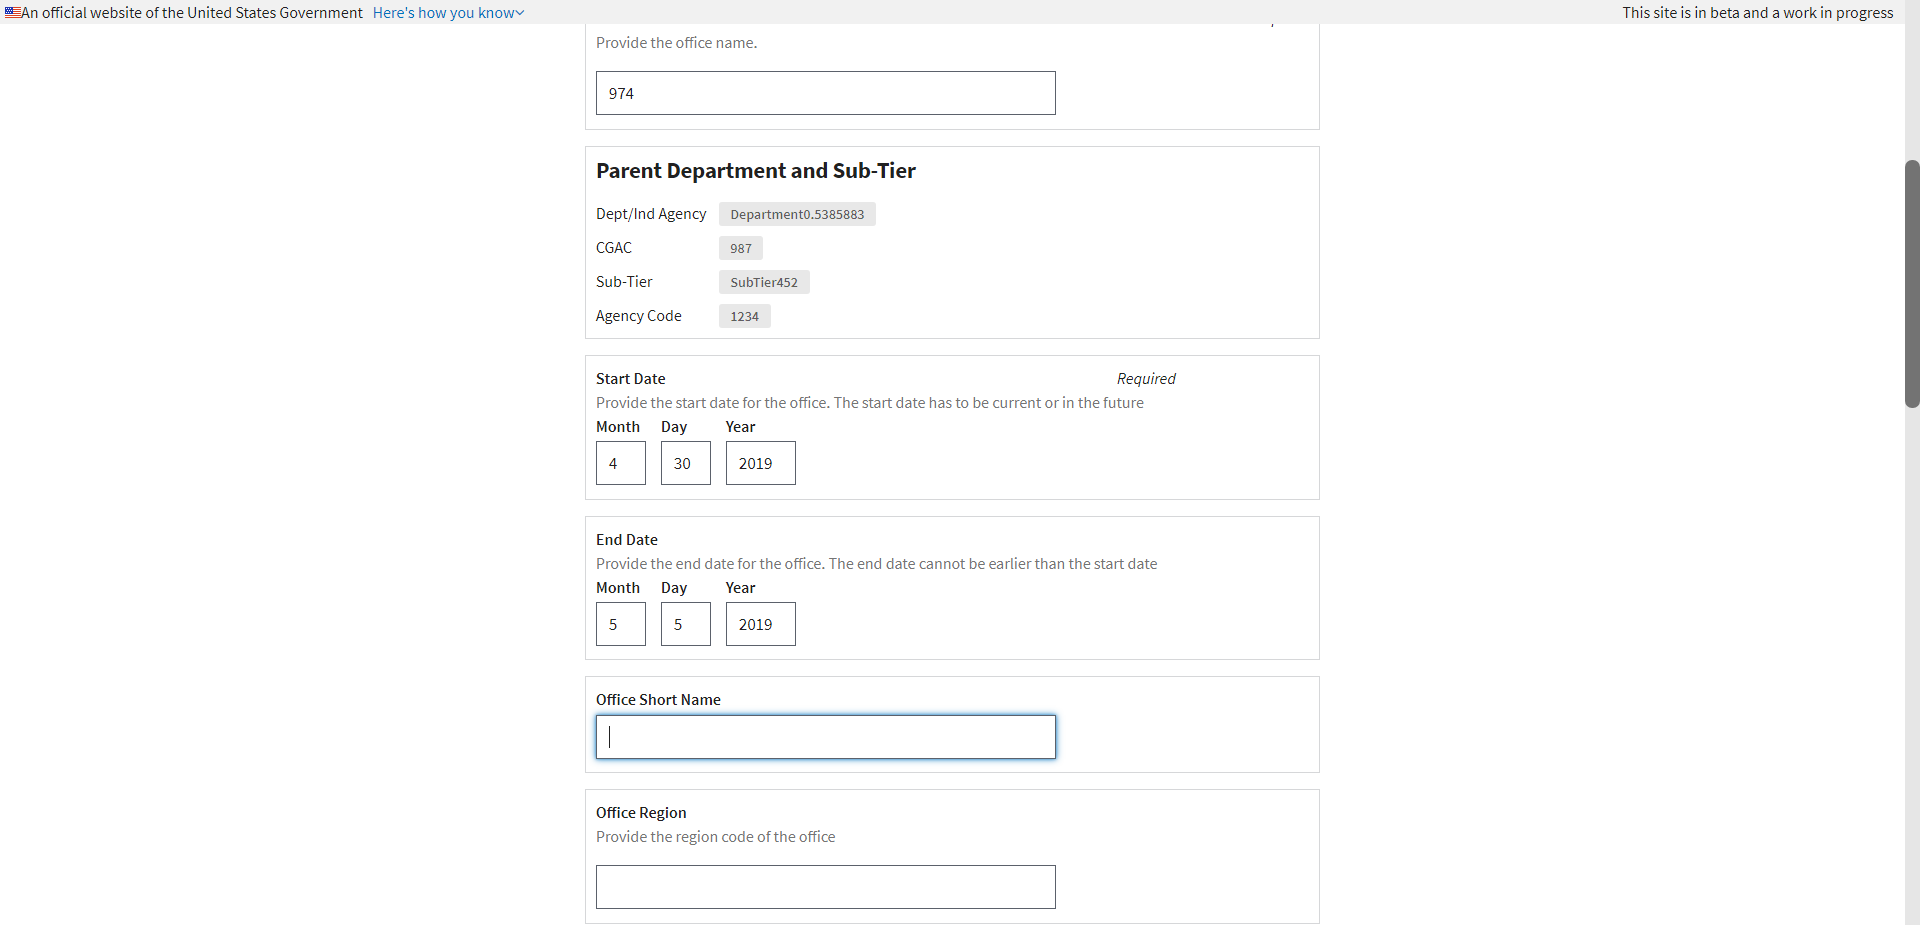 An official website of the United States Government Here's how you know
This site is in beta and a work in progress
Provide the office name.
974
Parent Department and Sub-Tier
Dept/Ind Agency Department0.5385883
CGAC 987
Sub-Tier SubTier452
Agency Code 1234
Start Date Required
Provide the start date for the office. The start date has to be current or in the future
Month Day Year
4 30 2019
End Date
Provide the end date for the office. The end date cannot be earlier than the start date
Month Day Year
5 5 2019
Office Short Name
Office Region
Provide the region code of the office